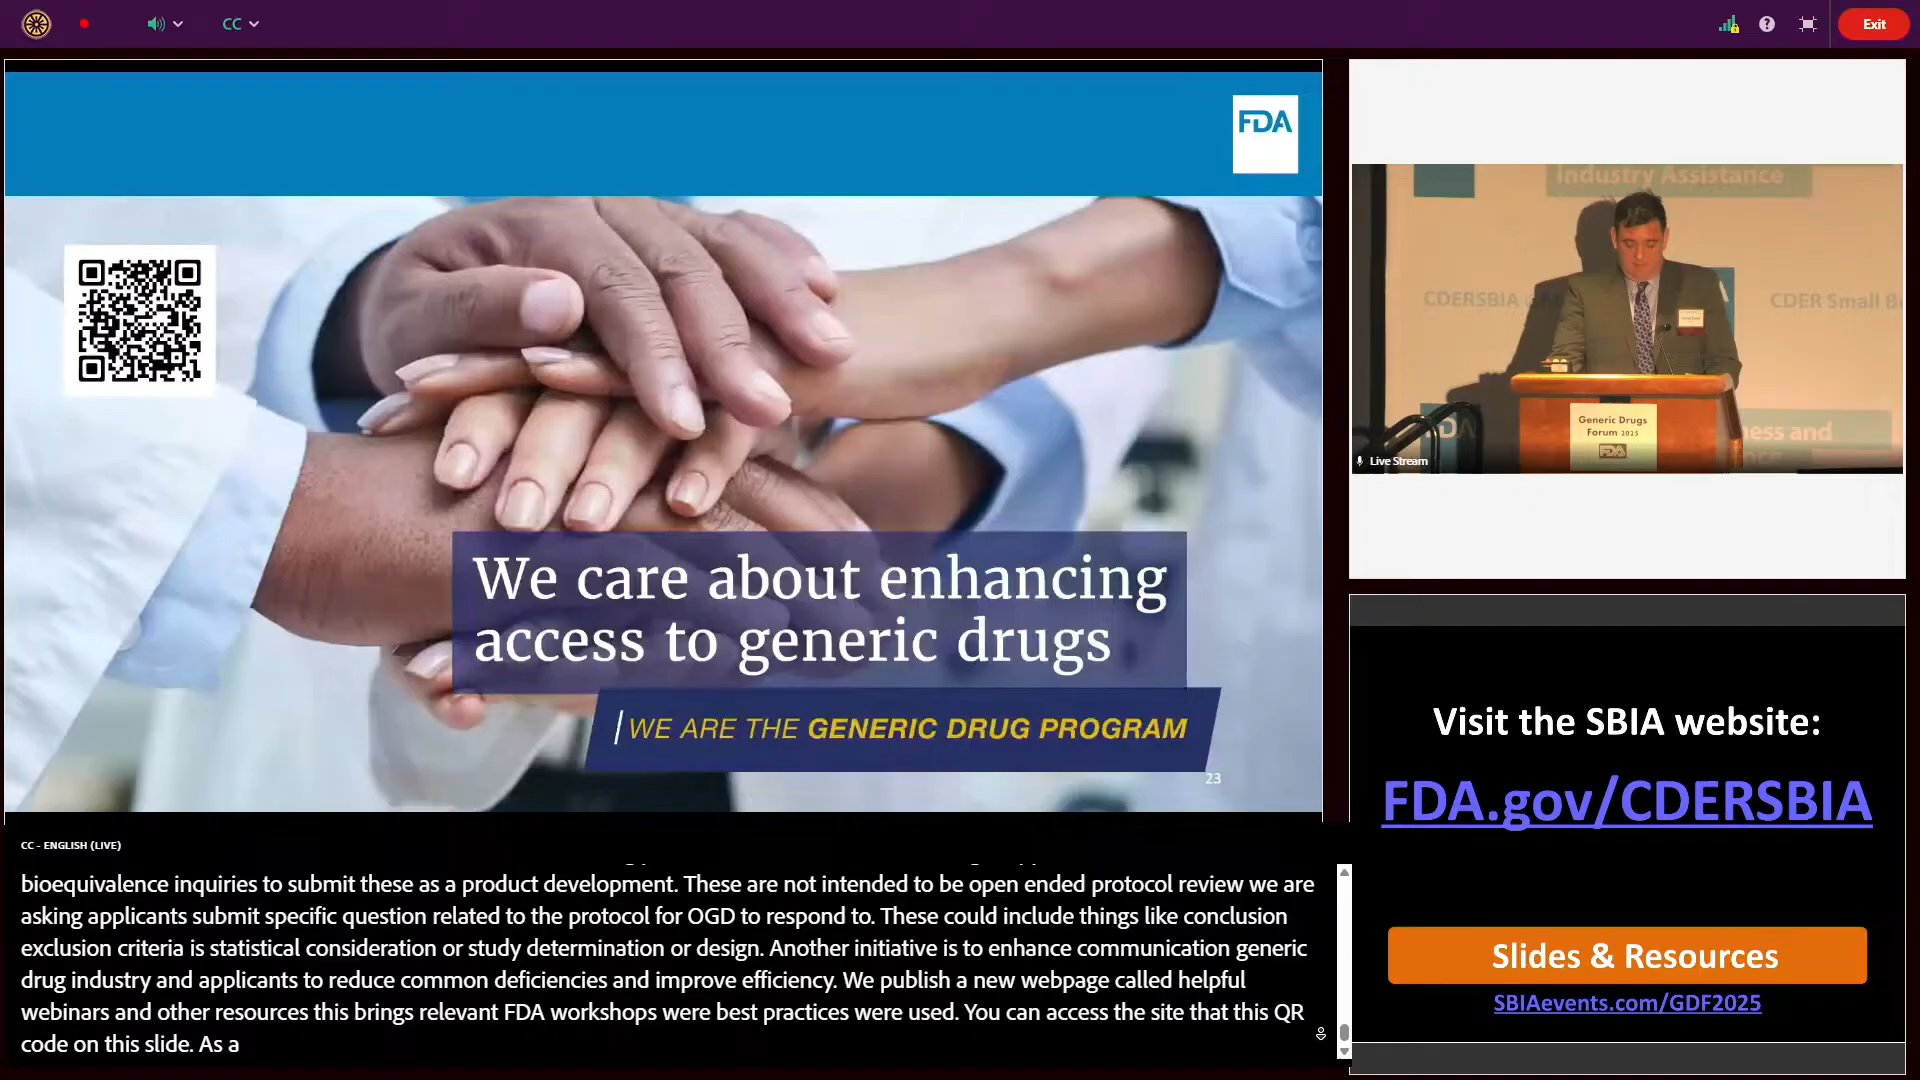 CC
Exit
FDA
We care about enhancing
access to generic drugs
WE ARE THE GENERIC DRUG PROGRAM
23
Industry Assistance
CDERSBIA
CDER Small B
Generic Drugs
Forum 2025
FDA
ness and
Live Stream
Visit the SBIA website:
FDA.gov/CDERSBIA
Slides & Resources
SBIAevents.com/GDF2025
CC - ENGLISH (LIVE)
bioequivalence inquiries to submit these as a product development. These are not intended to be open ended protocol review we are
asking applicants submit specific question related to the protocol for OGD to respond to. These could include things like conclusion
exclusion criteria is statistical consideration or study determination or design. Another initiative is to enhance communication generic
drug industry and applicants to reduce common deficiencies and improve efficiency. We publish a new webpage called helpful
webinars and other resources this brings relevant FDA workshops were best practices were used. You can access the site that this QR
code on this slide. As a